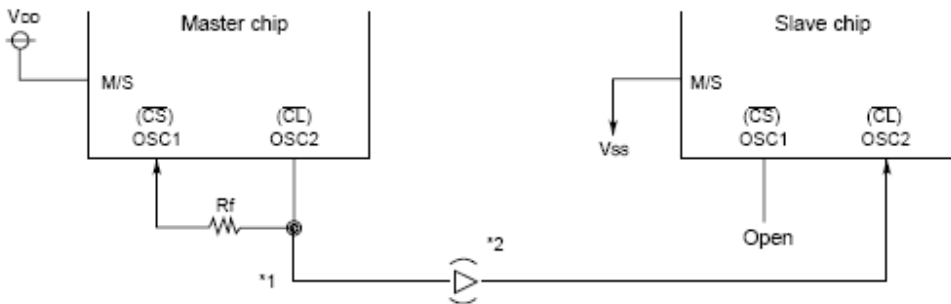 VDD
Master chip
M/S
(CS)
OSC1
(CL)
OSC2
Rf
*1
*2
Slave chip
M/S
VSS
(CS)
OSC1
(CL)
OSC2
Open